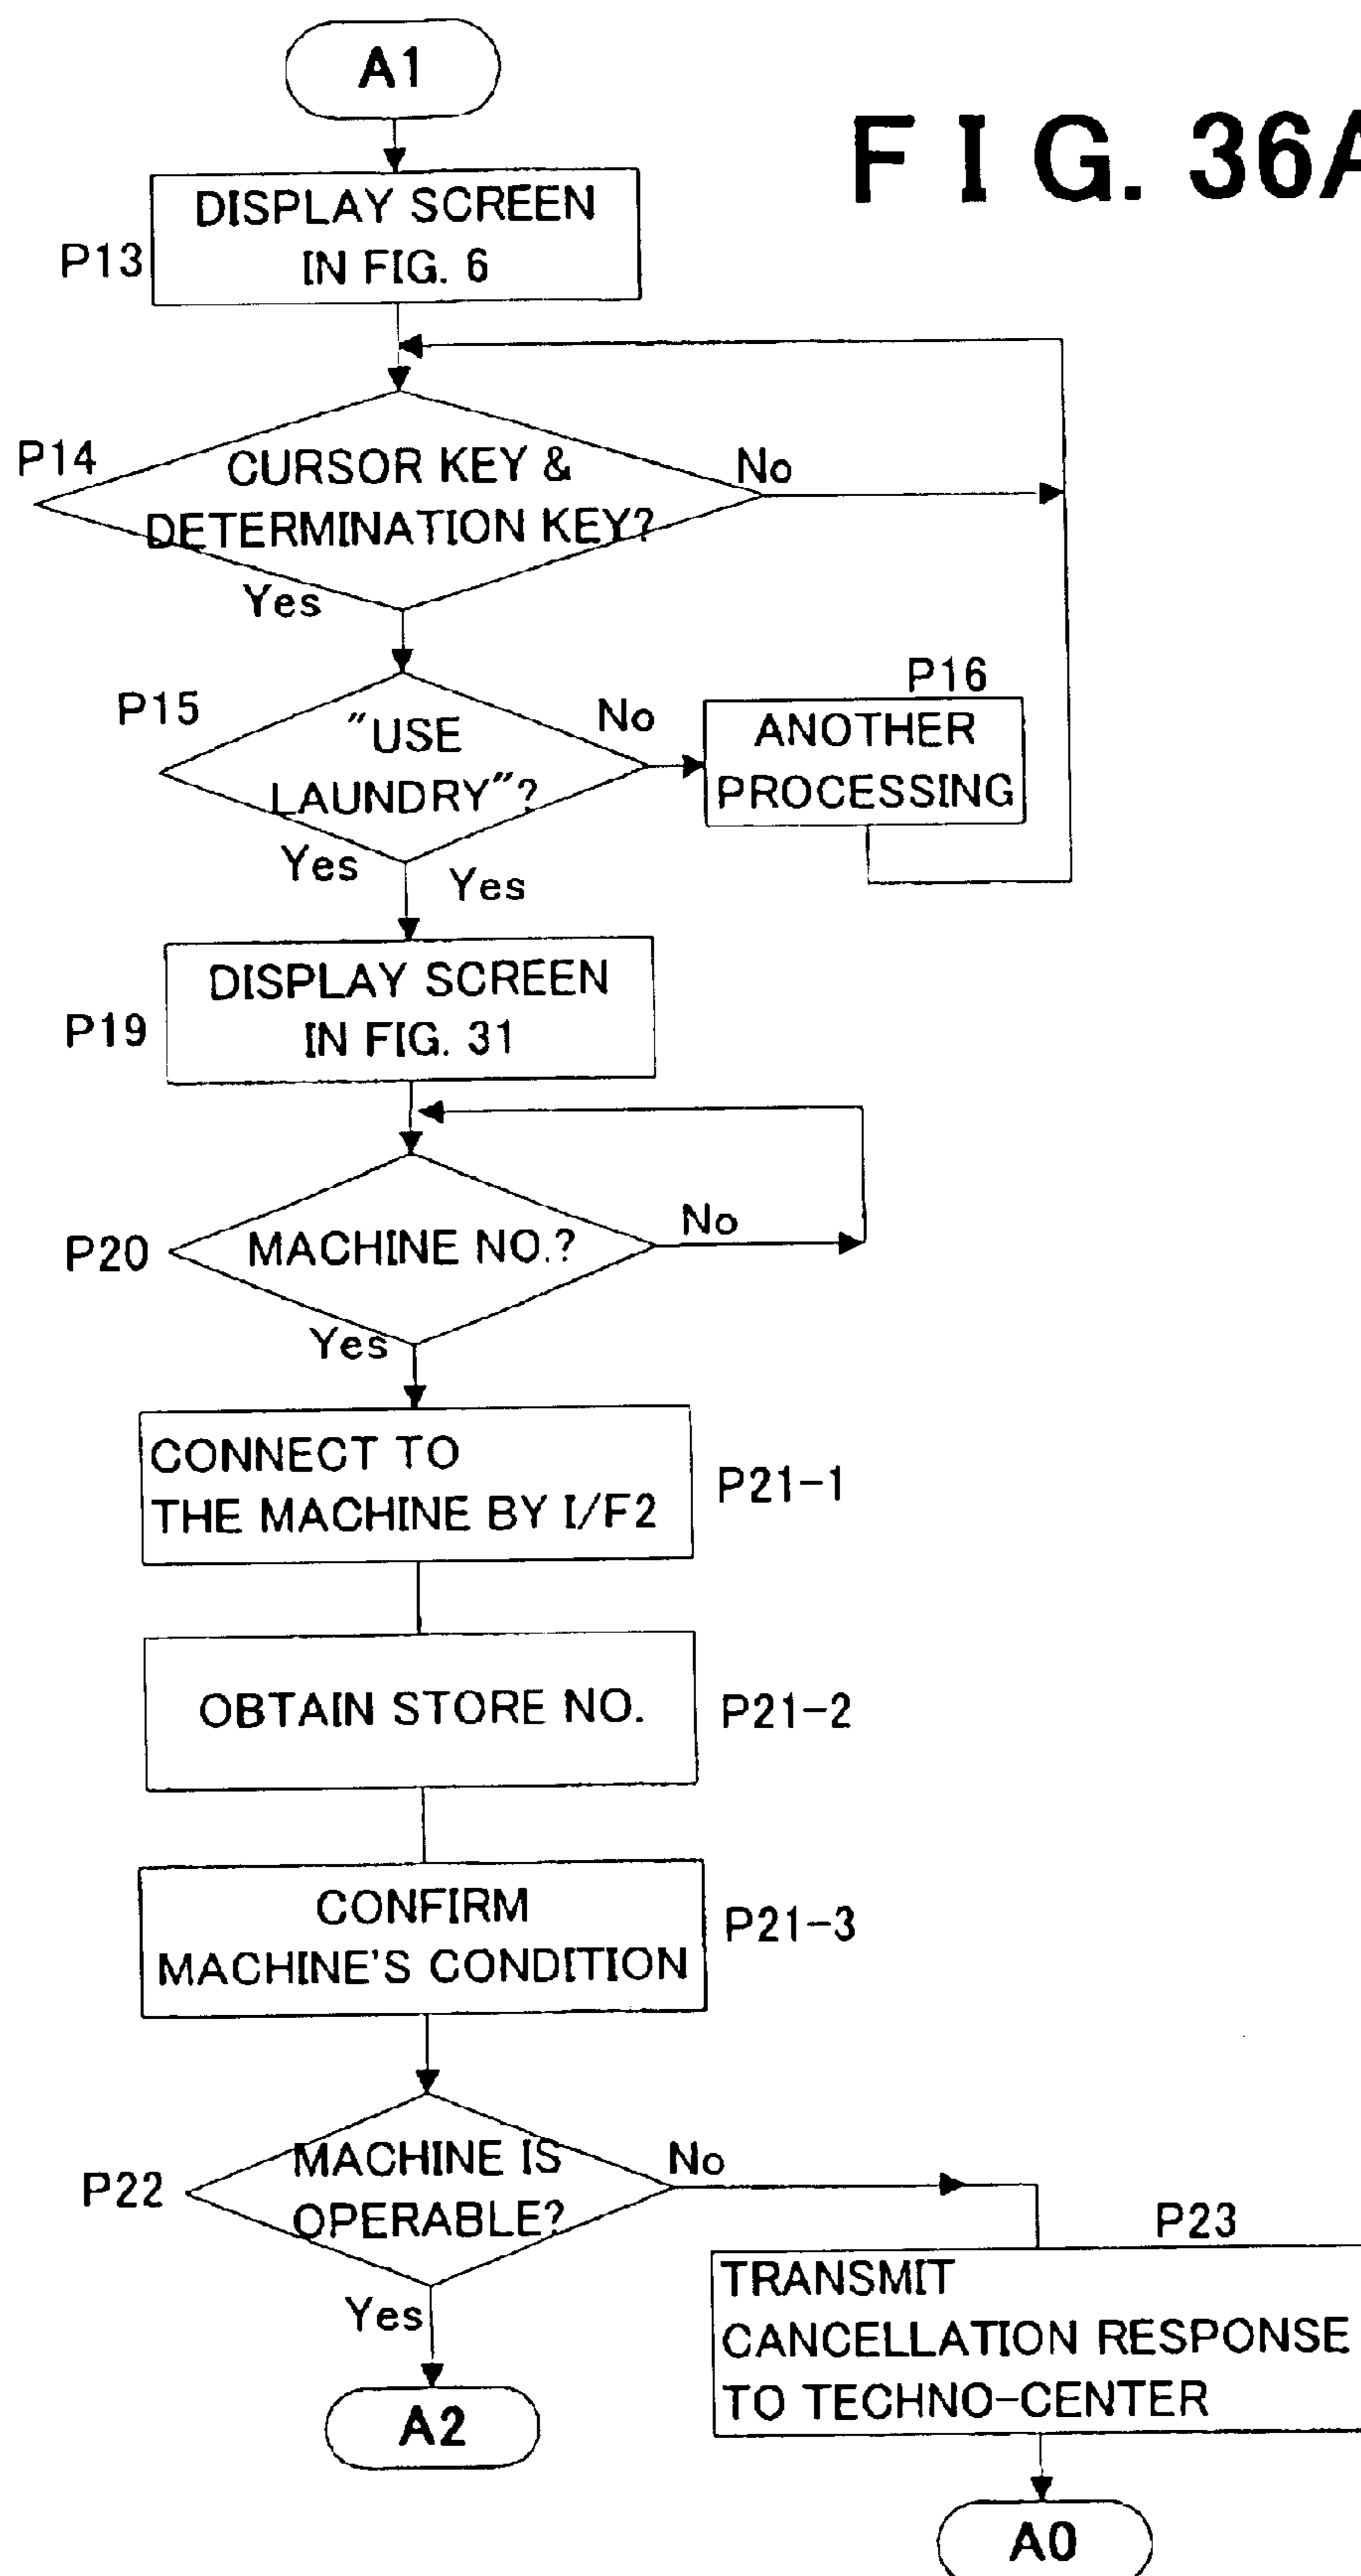 A1
F I G. 36A
DISPLAY SCREEN
IN FIG. 6
P13
P14
CURSOR KEY &
DETERMINATION KEY?
No
Yes
P15
"USE
LAUNDRY"?
No
P16
ANOTHER
PROCESSING
Yes
Yes
DISPLAY SCREEN
IN FIG. 31
P19
P20
MACHINE NO.?
No
Yes
CONNECT TO
THE MACHINE BY I/F2
P21-1
OBTAIN STORE NO.
P21-2
CONFIRM
MACHINE'S CONDITION
P21-3
P22
MACHINE IS
OPERABLE?
No
Yes
P23
TRANSMIT
CANCELLATION RESPONSE
TO TECHNO-CENTER
A2
A0